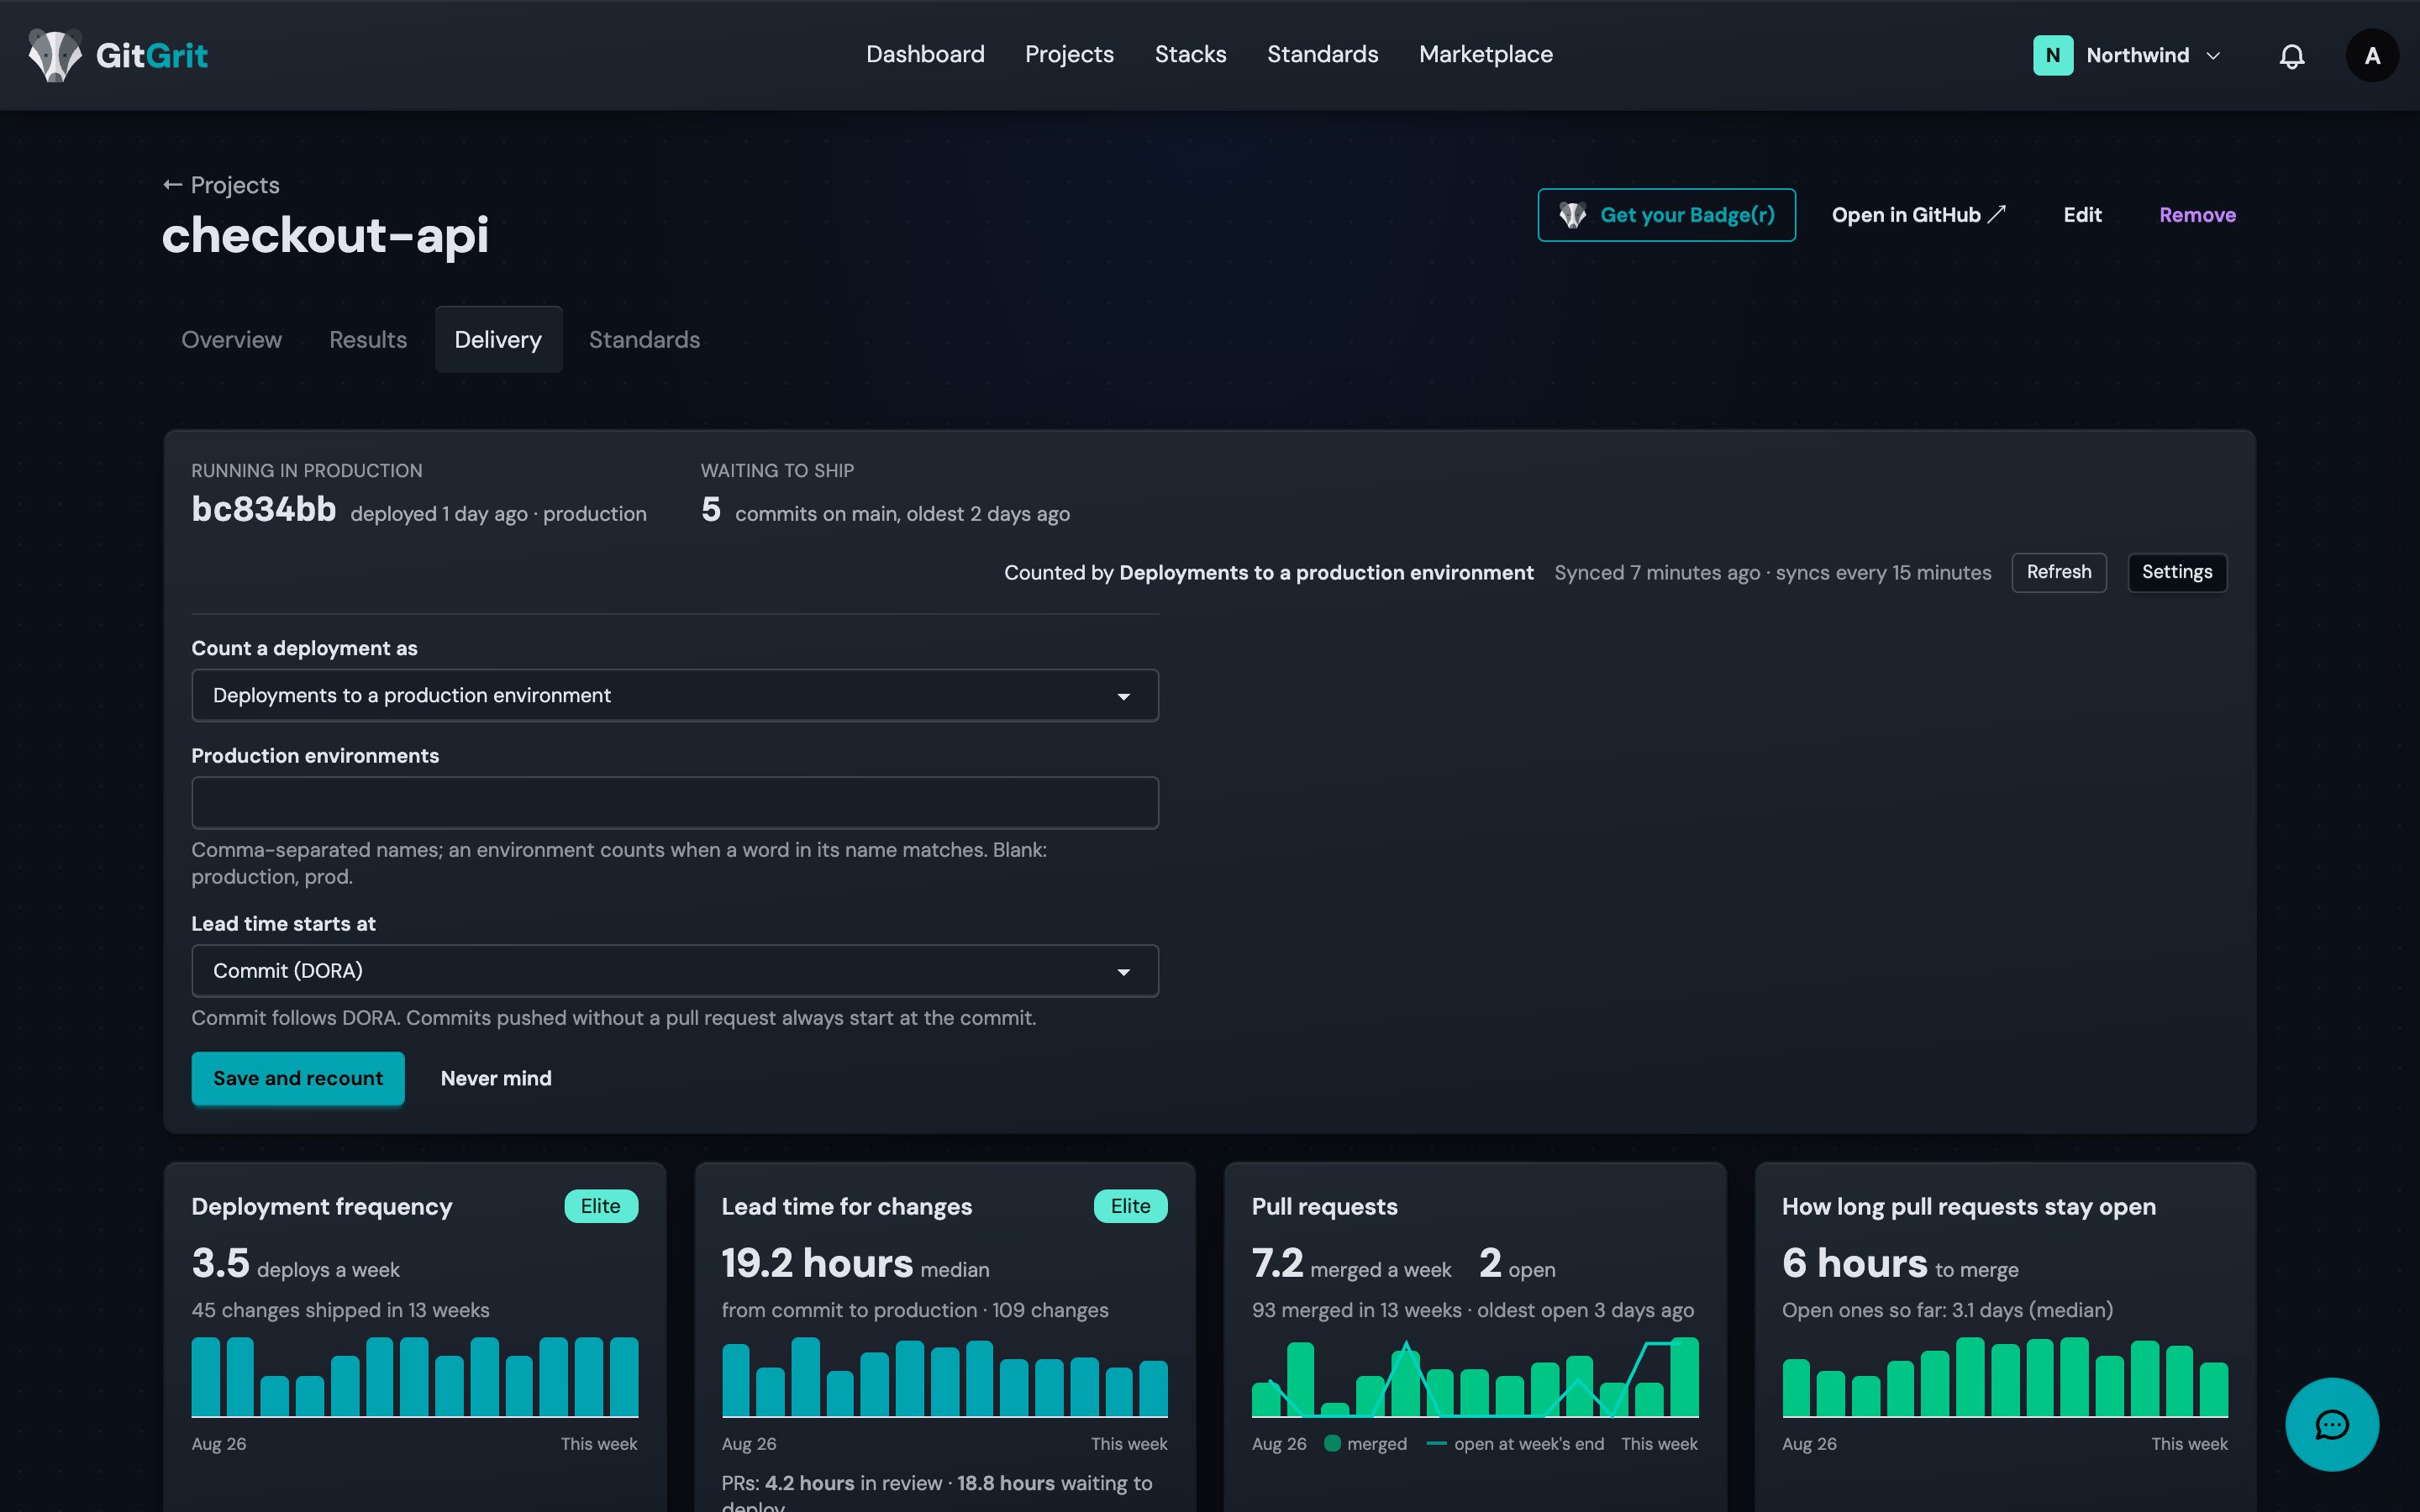 GitGrit
Dashboard Projects Stacks Standards Marketplace
N Northwind
A
← Projects
checkout-api
Get your Badge(r) Open in GitHub ↗ Edit Remove
Overview Results Delivery Standards
RUNNING IN PRODUCTION
bc834bb deployed 1 day ago · production
WAITING TO SHIP
5 commits on main, oldest 2 days ago
Counted by Deployments to a production environment Synced 7 minutes ago · syncs every 15 minutes Refresh Settings
Count a deployment as
Deployments to a production environment
Production environments
Comma-separated names; an environment counts when a word in its name matches. Blank:
production, prod.
Lead time starts at
Commit (DORA)
Commit follows DORA. Commits pushed without a pull request always start at the commit.
Save and recount Never mind
Deployment frequency Elite
3.5 deploys a week
45 changes shipped in 13 weeks
Aug 26 This week
Lead time for changes Elite
19.2 hours median
from commit to production · 109 changes
Aug 26 This week
PRs: 4.2 hours in review · 18.8 hours waiting to
deploy
Pull requests
7.2 merged a week 2 open
93 merged in 13 weeks · oldest open 3 days ago
Aug 26 merged open at week's end This week
How long pull requests stay open
6 hours to merge
Open ones so far: 3.1 days (median)
Aug 26 This week